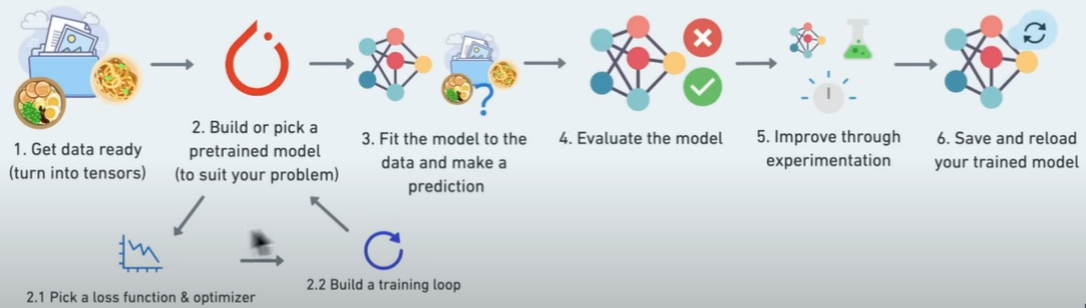 1. Get data ready
(turn into tensors)
2. Build or pick a
pretrained model
(to suit your problem)
3. Fit the model to the
data and make a
prediction
4. Evaluate the model
5. Improve through
experimentation
6. Save and reload
your trained model
2.1 Pick a loss function & optimizer
2.2 Build a training loop